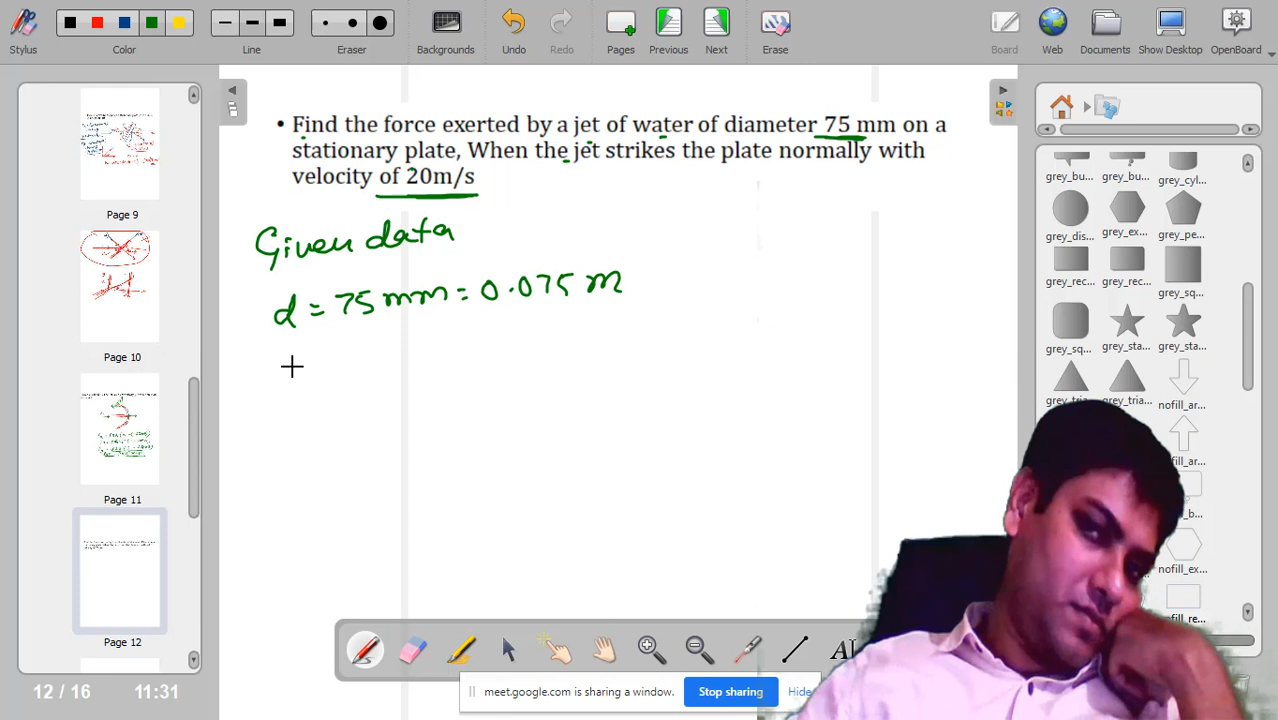 Stylus
Color
Line
Eraser
Backgrounds
Undo
Redo
Pages
Previous
Next
Erase
Board
Web
Documents
Show Desktop
OpenBoard
• Find the force exerted by a jet of water of diameter 75 mm on a
stationary plate, When the jet strikes the plate normally with
velocity of 20m/s
Given data
d = 75 mm = 0.075 m
Page 9
Page 10
Page 11
Page 12
12 / 16
11:31
grey_bu...
grey_bu...
grey_cyl...
grey_dis...
grey_ex...
grey_pe...
grey_rec...
grey_rec...
grey_sq...
grey_sta...
grey_sta...
grey_tria...
grey_tria...
nofill_ar...
meet.google.com is sharing a window.
Stop sharing
Hide